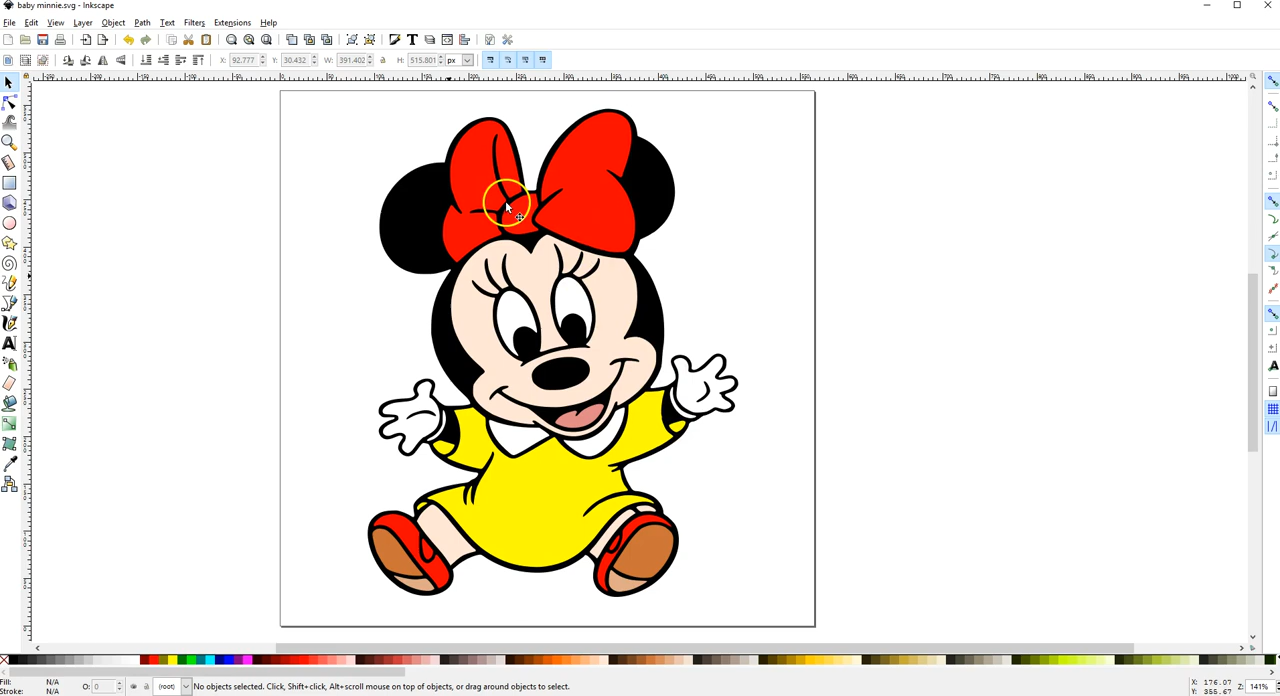 baby minnie.svg - Inkscape
File Edit View Layer Object Path Text Filters Extensions Help
X: 92.777 Y: 30.432 W: 391.402 H: 515.801 px
Fill: N/A
Stroke: N/A
O: 0
(root)
No objects selected. Click, Shift+click, Alt+scroll mouse on top of objects, or drag around objects to select.
X: 176.07
Y: 355.67
Z: 141%